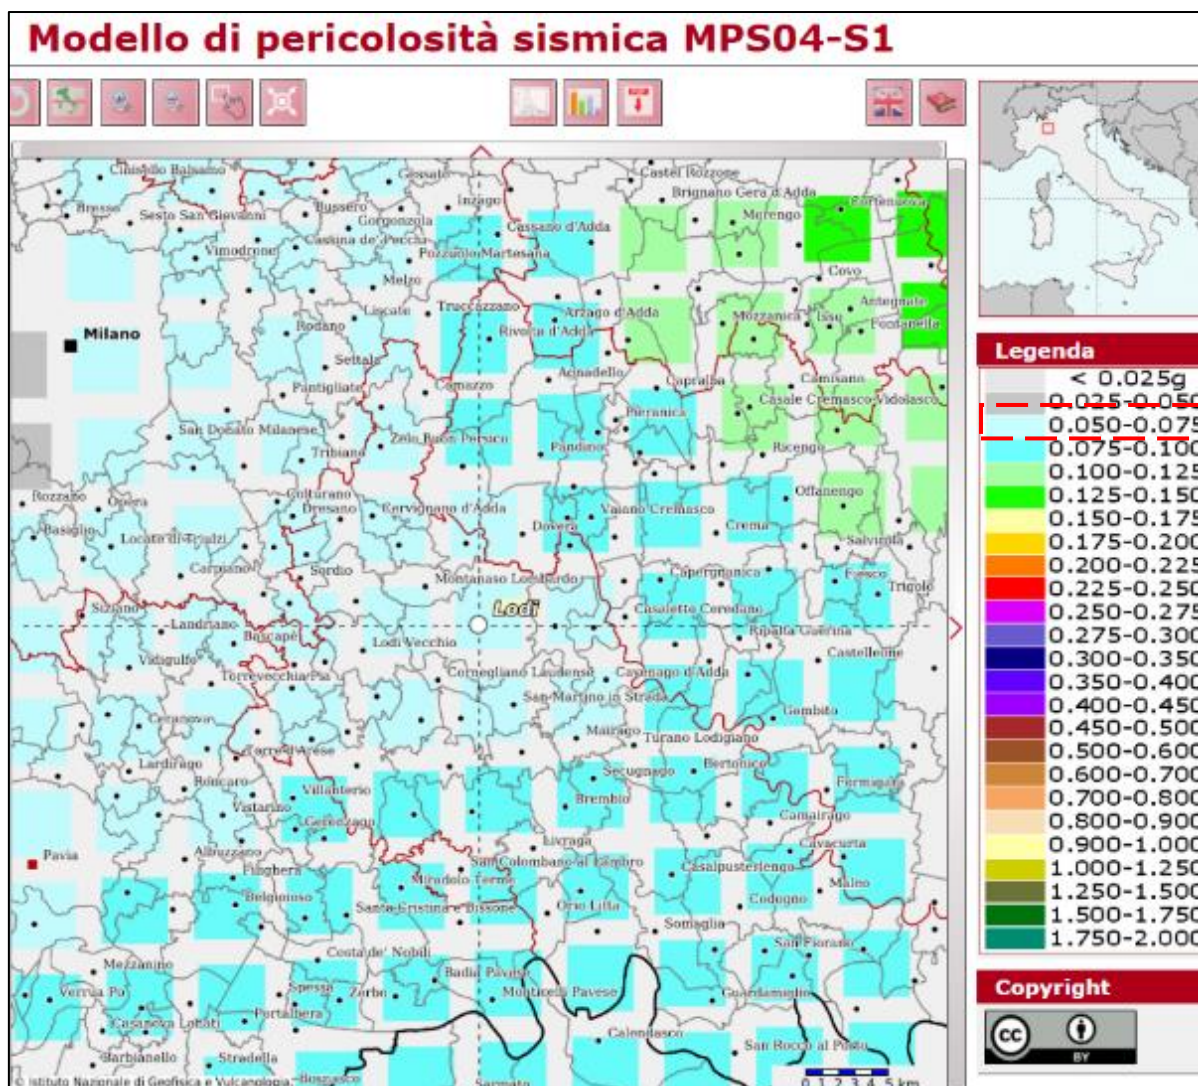 Modello di pericolosità sismica MPS04-S1
Cinisello Balsamo
Gessate
Castel Rozzone
Brignano Gera d'Adda
Bresso
Sesto San Giovanni
Bussero
Inzago
Cortenuova
Gorgonzola
Cassano d'Adda
Morengo
Vimodrone
Cassina de' Pecchi
Pozzuolo Martesana
Melzo
Covo
Liscate
Truccazzano
Arzago d'Adda
Antegnate
Milano
Rodano
Rivolta d'Adda
Mozzanica
Isso
Fontanella
Settala
Agnadello
Pantigliate
Comazzo
Capralba
Camisano
Casale Cremasco-Vidolasco
Pieranica
San Donato Milanese
Zelo Buon Persico
Pandino
Ricengo
Tribiano
Rozzano
Opera
Colturano
Offanengo
Dresano
Cervignano d'Adda
Vaiano Cremasco
Basiglio
Dovera
Crema
Locate di Triulzi
Salvirola
Carpiano
Sordio
Montanaso Lombardo
Capergnanica
Fiesco
Trigolo
Siziano
Lodi
Casaletto Ceredano
Landriano
Bascapè
Ripalta Guerina
Lodi Vecchio
Vidigulfo
Castelleone
Torrevecchia Pia
Cornegliano Laudense
Cavenago d'Adda
San Martino in Strada
Ceranova
Gombito
Mairago
Turano Lodigiano
Torre d'Arese
Lardirago
Bertonico
Roncaro
Villanterio
Secugnago
Formigara
Vistarino
Brembio
Gerenzago
Camairago
Livraga
Cavacurta
Pavia
Albuzzano
San Colombano al Lambro
Casalpusterlengo
Filighera
Miradolo Terme
Maleo
Belgioioso
Santa Cristina e Bissone
Orio Litta
Codogno
Somaglia
San Fiorano
Costa de' Nobili
Mezzanino
Badia Pavese
Spessa
Zerbo
Monticelli Pavese
Guardamiglio
Verrua Po
Portalbera
Casanova Lonati
Calendasco
Barbianello
Stradella
San Rocco al Porto
Bosnasco
Sarmato
© Istituto Nazionale di Geofisica e Vulcanologia
0 1 2 3 4 5 km
Legenda
< 0.025g
0.025-0.050
0.050-0.075
0.075-0.100
0.100-0.125
0.125-0.150
0.150-0.175
0.175-0.200
0.200-0.225
0.225-0.250
0.250-0.275
0.275-0.300
0.300-0.350
0.350-0.400
0.400-0.450
0.450-0.500
0.500-0.600
0.600-0.700
0.700-0.800
0.800-0.900
0.900-1.000
1.000-1.250
1.250-1.500
1.500-1.750
1.750-2.000
Copyright
cc
BY